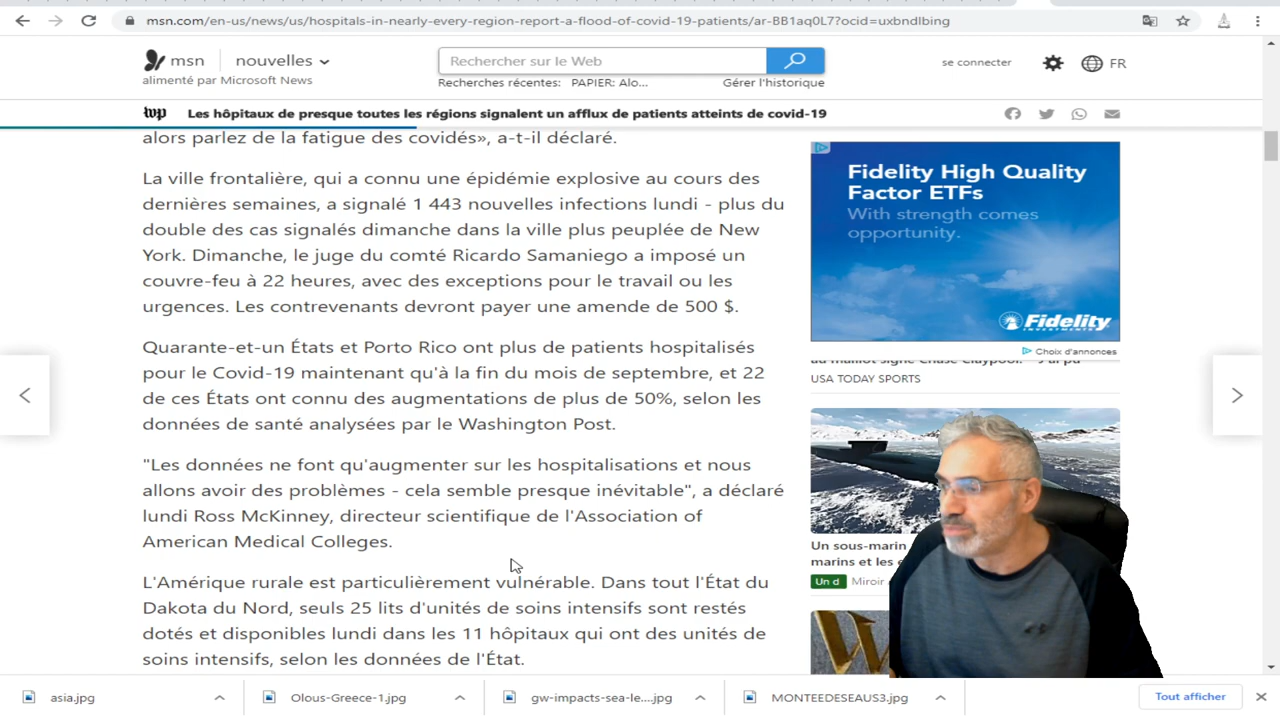 msn.com/en-us/news/us/hospitals-in-nearly-every-region-report-a-flood-of-covid-19-patients/ar-BB1aq0L7?ocid=uxbndlbing
msn nouvelles
alimenté par Microsoft News
Rechercher sur le Web
Recherches récentes: PAPIER: Alo... Gérer l'historique
se connecter FR
wp Les hôpitaux de presque toutes les régions signalent un afflux de patients atteints de covid-19
alors parlez de la fatigue des covidés», a-t-il déclaré.
La ville frontalière, qui a connu une épidémie explosive au cours des
dernières semaines, a signalé 1 443 nouvelles infections lundi - plus du
double des cas signalés dimanche dans la ville plus peuplée de New
York. Dimanche, le juge du comté Ricardo Samaniego a imposé un
couvre-feu à 22 heures, avec des exceptions pour le travail ou les
urgences. Les contrevenants devront payer une amende de 500 $.
Quarante-et-un États et Porto Rico ont plus de patients hospitalisés
pour le Covid-19 maintenant qu'à la fin du mois de septembre, et 22
de ces États ont connu des augmentations de plus de 50%, selon les
données de santé analysées par le Washington Post.
"Les données ne font qu'augmenter sur les hospitalisations et nous
allons avoir des problèmes - cela semble presque inévitable", a déclaré
lundi Ross McKinney, directeur scientifique de l'Association of
American Medical Colleges.
L'Amérique rurale est particulièrement vulnérable. Dans tout l'État du
Dakota du Nord, seuls 25 lits d'unités de soins intensifs sont restés
dotés et disponibles lundi dans les 11 hôpitaux qui ont des unités de
soins intensifs, selon les données de l'État.
Fidelity High Quality
Factor ETFs
With strength comes
opportunity.
Fidelity
INVESTMENTS
Choix d'annonces
au maillot signé Chase Claypool
USA TODAY SPORTS
Un sous-marin
marins et les
Un d Miroir
asia.jpg
Olous-Greece-1.jpg
gw-impacts-sea-le....jpg
MONTEEDESEAUS3.jpg
Tout afficher